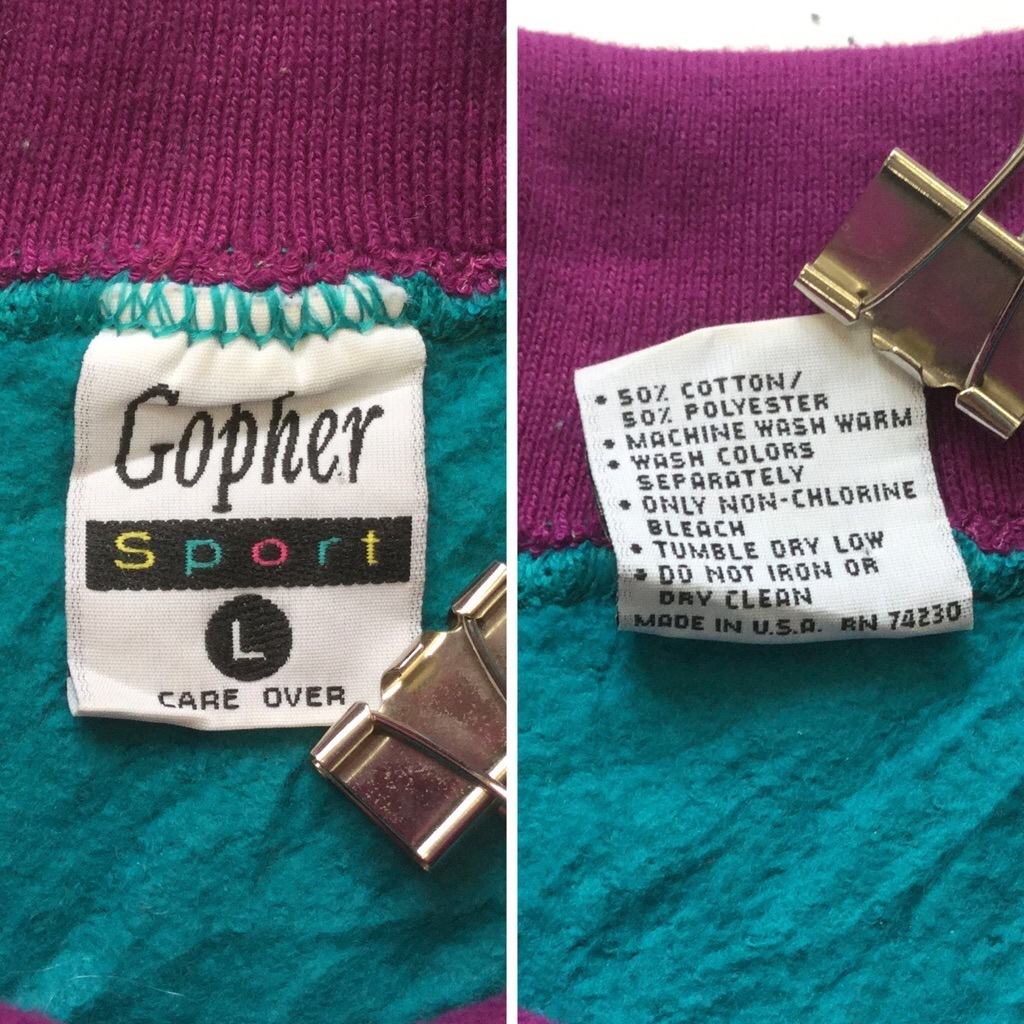 Gopher
Sport
L
CARE OVER
• 50% COTTON/
50% POLYESTER
• MACHINE WASH WARM
• WASH COLORS
SEPARATELY
• ONLY NON-CHLORINE
BLEACH
• TUMBLE DRY LOW
• DO NOT IRON OR
DRY CLEAN
MADE IN U.S.A. RN 74230